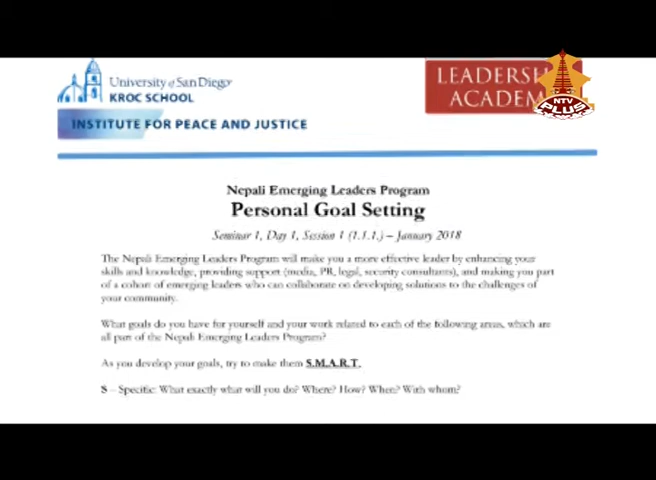 University of San Diego
KROC SCHOOL
INSTITUTE FOR PEACE AND JUSTICE
LEADERSH
ACADEM
NTV
PLUS
Nepali Emerging Leaders Program
Personal Goal Setting
Seminar 1, Day 1, Session 1 (1.1.1.) – January 2018
The Nepali Emerging Leaders Program will make you a more effective leader by enhancing your
skills and knowledge, providing support (media, PR, legal, security consultants), and making you part
of a cohort of emerging leaders who can collaborate on developing solutions to the challenges of
your community.
What goals do you have for yourself and your work related to each of the following areas, which are
all part of the Nepali Emerging Leaders Program?
As you develop your goals, try to make them S.M.A.R.T.
S – Specific: What exactly what will you do? Where? How? When? With whom?